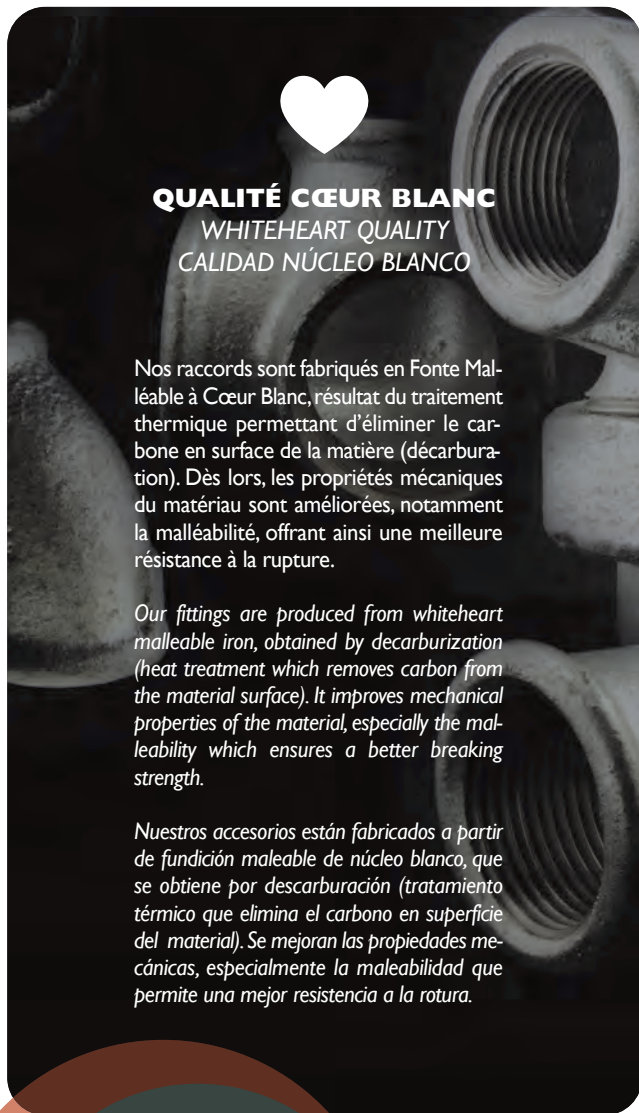 QUALITÉ CŒUR BLANC
WHITEHEART QUALITY
CALIDAD NÚCLEO BLANCO
Nos raccords sont fabriqués en Fonte Mal-
léable à Cœur Blanc, résultat du traitement
thermique permettant d'éliminer le car-
bone en surface de la matière (décarbura-
tion). Dès lors, les propriétés mécaniques
du matériau sont améliorées, notamment
la malléabilité, offrant ainsi une meilleure
résistance à la rupture.
Our fittings are produced from whiteheart
malleable iron, obtained by decarburization
(heat treatment which removes carbon from
the material surface). It improves mechanical
properties of the material, especially the mal-
leability which ensures a better breaking
strength.
Nuestros accesorios están fabricados a partir
de fundición maleable de núcleo blanco, que
se obtiene por descarburación (tratamiento
térmico que elimina el carbono en superficie
del material). Se mejoran las propiedades me-
cánicas, especialmente la maleabilidad que
permite una mejor resistencia a la rotura.